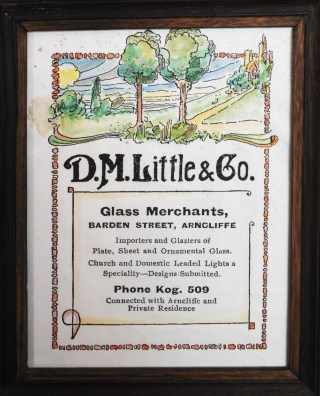 D.M. Little & Co.
Glass Merchants,
BARDEN STREET, ARNCLIFFE
Importers and Glaziers of
Plate, Sheet and Ornamental Glass.
Church and Domestic Leaded Lights a
Speciality—Designs Submitted.
Phone Kog. 509
Connected with Arncliffe and
Private Residence